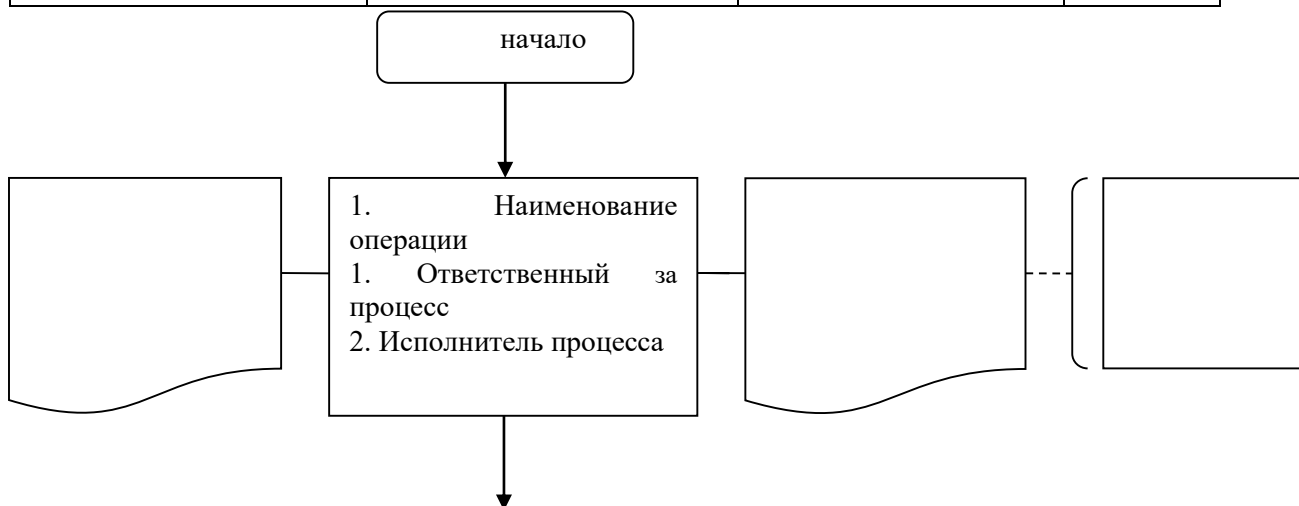 начало
1. Наименование
операции
1. Ответственный за
процесс
2. Исполнитель процесса